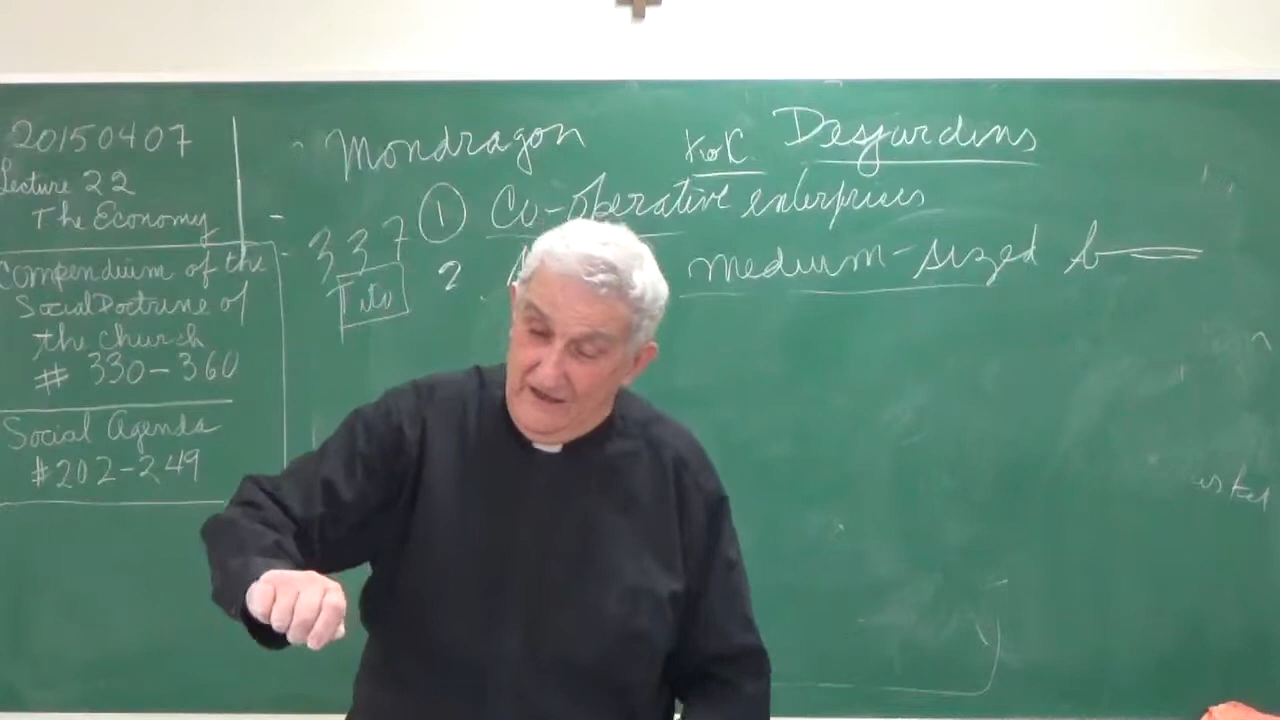 20150407
Lecture 22
The Economy
Compendium of the
Social Doctrine of
the Church
# 330-360
Social Agenda
#202-249
Mondragon K of C. Desjardins
337 ① Co-operative enterprises
Tito
2 medium-sized b